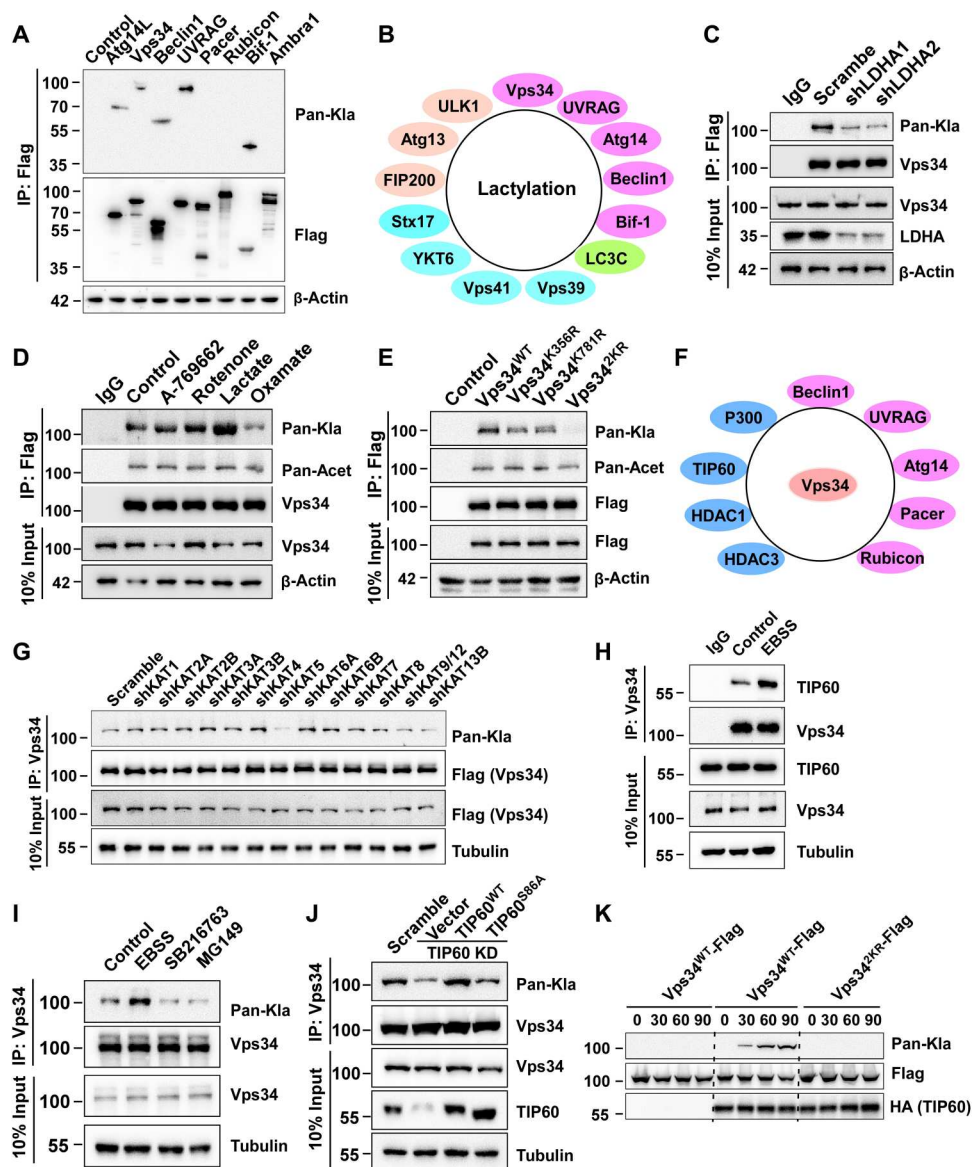 A
Control
Atg14L
Vps34
Beclin1
UVRAG
Pacer
Rubicon
Bif-1
Ambra1
IP: Flag
100
70
55
35
Pan-Kla
100
70
55
35
Flag
42
β-Actin
B
Vps34
UVRAG
Atg14
Beclin1
Bif-1
LC3C
Vps39
Vps41
YKT6
Stx17
FIP200
Atg13
ULK1
Lactylation
C
IgG
Scrambe
shLDHA1
shLDHA2
IP: Flag
100
Pan-Kla
100
Vps34
10% Input
100
Vps34
35
LDHA
42
β-Actin
D
IgG
Control
A-769662
Rotenone
Lactate
Oxamate
IP: Flag
100
Pan-Kla
100
Pan-Acet
100
Vps34
10% Input
100
Vps34
42
β-Actin
E
Control
Vps34WT
Vps34K356R
Vps34K781R
Vps342KR
IP: Flag
100
Pan-Kla
100
Pan-Acet
100
Flag
10% Input
100
Flag
42
β-Actin
F
Beclin1
UVRAG
Atg14
Pacer
Rubicon
HDAC3
HDAC1
TIP60
P300
Vps34
G
Scramble
shKAT1
shKAT2A
shKAT2B
shKAT3A
shKAT3B
shKAT4
shKAT5
shKAT6A
shKAT6B
shKAT7
shKAT8
shKAT9/12
shKAT13B
IP: Vps34
100
Pan-Kla
100
Flag (Vps34)
10% Input
100
Flag (Vps34)
55
Tubulin
H
IgG
Control
EBSS
IP: Vps34
55
TIP60
100
Vps34
10% Input
55
TIP60
100
Vps34
55
Tubulin
I
Control
EBSS
SB216763
MG149
IP: Vps34
100
Pan-Kla
100
Vps34
10% Input
100
Vps34
55
Tubulin
J
Scramble
Vector
TIP60WT
TIP60S86A
TIP60 KD
IP: Vps34
100
Pan-Kla
100
Vps34
10% Input
100
Vps34
55
TIP60
55
Tubulin
K
Vps34WT-Flag
Vps34WT-Flag
Vps342KR-Flag
0 30 60 90 0 30 60 90 0 30 60 90
100
Pan-Kla
100
Flag
55
HA (TIP60)